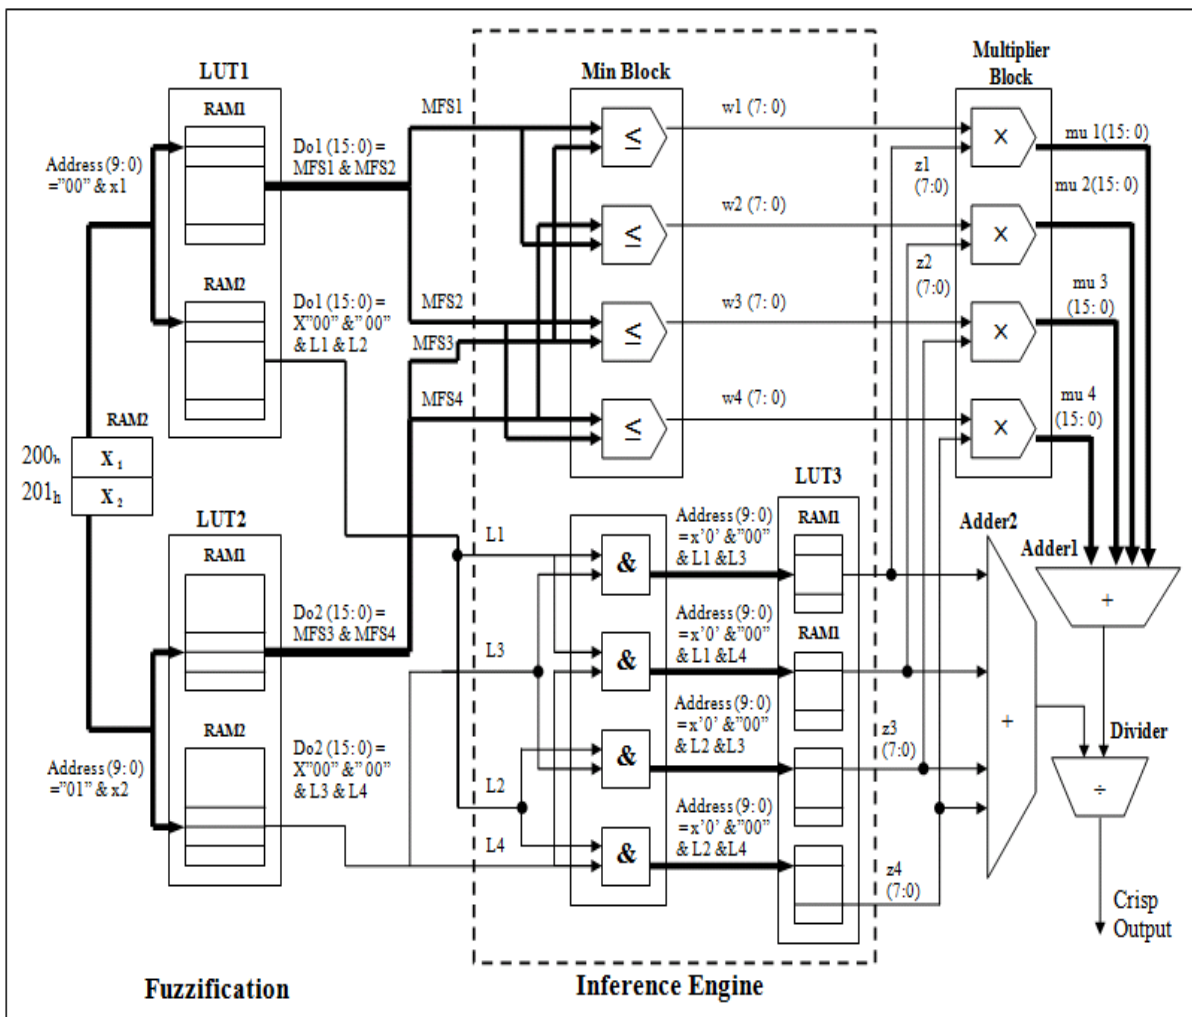 LUT1
RAM1
Address (9: 0)
="00" & x1
Do1 (15: 0) =
MFS1 & MFS2
RAM2
Do1 (15: 0) =
X"00" &" 00"
& L1 & L2
RAM2
200h
X 1
201h
X 2
LUT2
RAM1
Do2 (15: 0) =
MFS3 & MFS4
RAM2
Address (9: 0)
="01" & x2
Do2 (15: 0) =
X"00" &" 00"
& L3 & L4
Fuzzification
MFS1
MFS2
MFS3
MFS4
Min Block
≤
≤
≤
≤
w1 (7: 0)
w2 (7: 0)
w3 (7: 0)
w4 (7: 0)
L1
L3
L2
L4
&
&
&
&
Address (9: 0)
= x'0' &"00"
& L1 &L3
Address (9: 0)
= x'0' &"00"
& L1 &L4
Address (9: 0)
= x'0' &"00"
& L2 &L3
Address (9: 0)
= x'0' &"00"
& L2 &L4
LUT3
RAM1
RAM1
Inference Engine
Multiplier
Block
×
×
×
×
z1
(7:0)
z2
(7:0)
z3
(7:0)
z4
(7:0)
mu 1(15: 0)
mu 2(15: 0)
mu 3
(15: 0)
mu 4
(15: 0)
Adder2
+
Adder1
+
Divider
÷
Crisp
Output